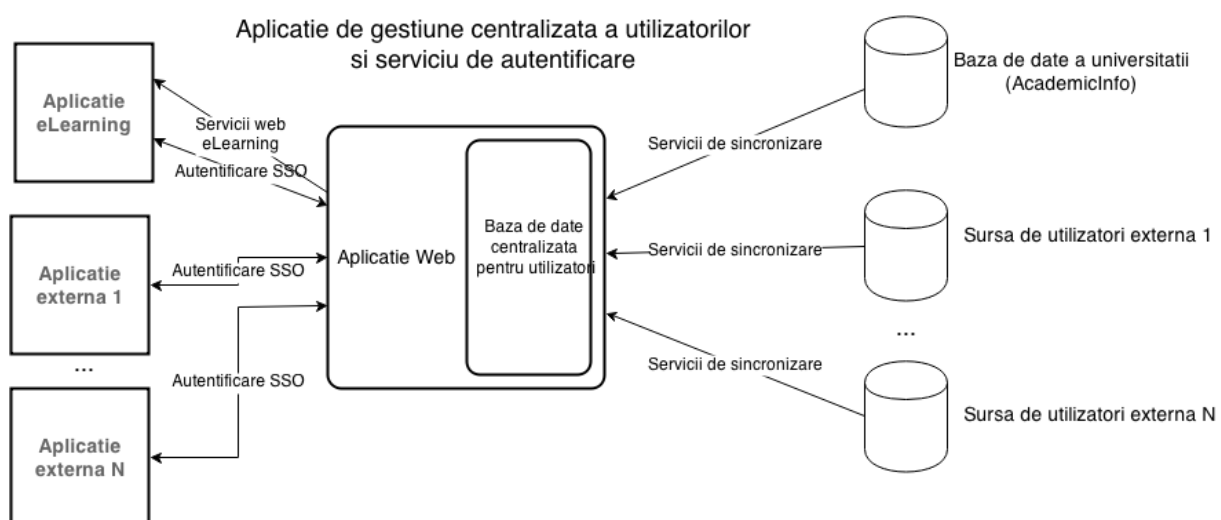 Aplicatie de gestiune centralizata a utilizatorilor
si serviciu de autentificare
Aplicatie
eLearning
Servicii web
eLearning
Autentificare SSO
Aplicatie
externa 1
Autentificare SSO
...
Aplicatie
externa N
Autentificare SSO
Aplicatie Web
Baza de date
centralizata
pentru utilizatori
Servicii de sincronizare
Baza de date a universitatii
(AcademicInfo)
Servicii de sincronizare
Sursa de utilizatori externa 1
...
Servicii de sincronizare
Sursa de utilizatori externa N